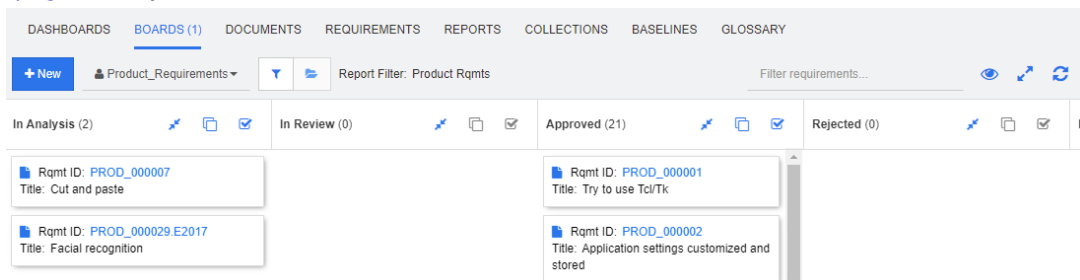 DASHBOARDS BOARDS (1) DOCUMENTS REQUIREMENTS REPORTS COLLECTIONS BASELINES GLOSSARY
+ New Product_Requirements Report Filter: Product Rqmts Filter requirements...
In Analysis (2) In Review (0) Approved (21) Rejected (0)
Rqmt ID: PROD_000007
Title: Cut and paste
Rqmt ID: PROD_000029.E2017
Title: Facial recognition
Rqmt ID: PROD_000001
Title: Try to use Tcl/Tk
Rqmt ID: PROD_000002
Title: Application settings customized and
stored